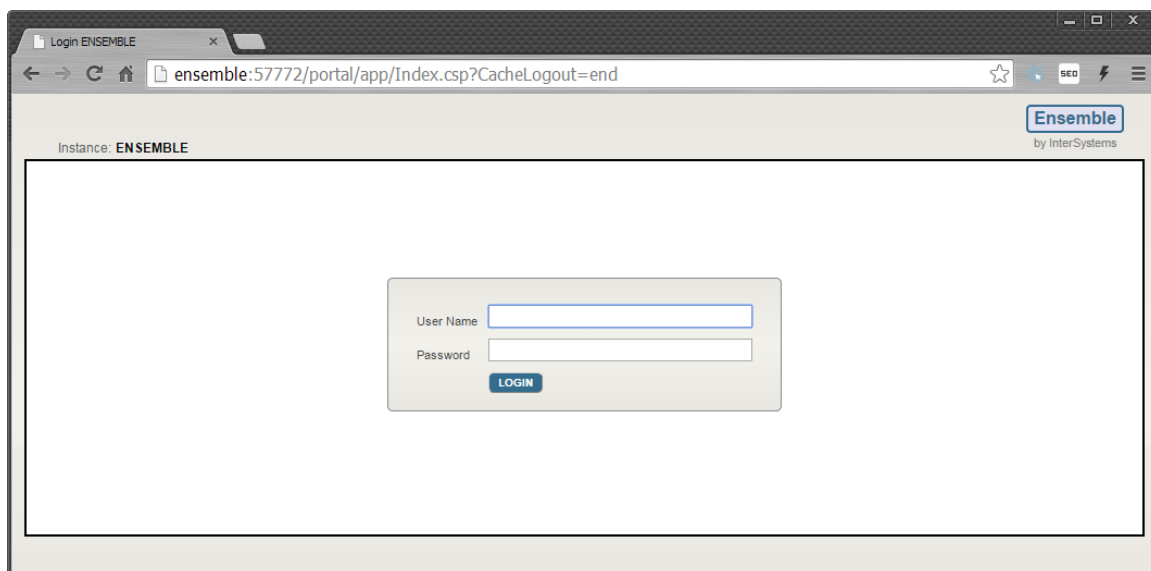 Login ENSEMBLE
ensemble:57772/portal/app/Index.csp?CacheLogout=end
SEO
Ensemble
by InterSystems
Instance: ENSEMBLE
User Name
Password
LOGIN